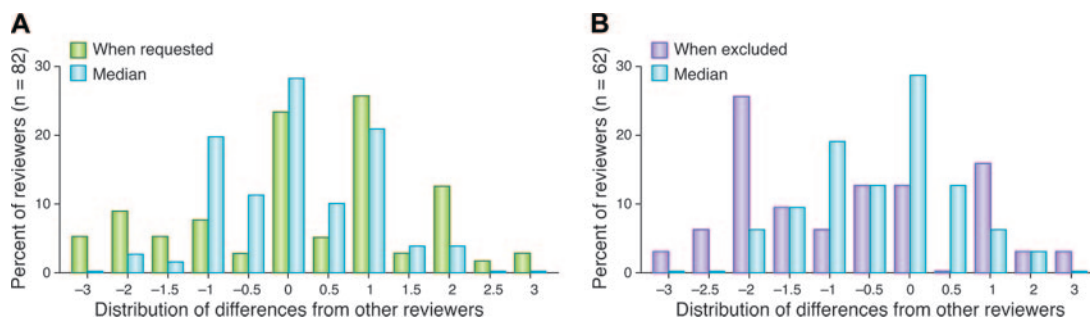 A
When requested
Median
Percent of reviewers (n = 82)
30
20
10
0
−3 −2 −1.5 −1 −0.5 0 0.5 1 1.5 2 2.5 3
Distribution of differences from other reviewers
B
When excluded
Median
Percent of reviewers (n = 62)
30
20
10
0
−3 −2.5 −2 −1.5 −1 −0.5 0 0.5 1 2 3
Distribution of differences from other reviewers